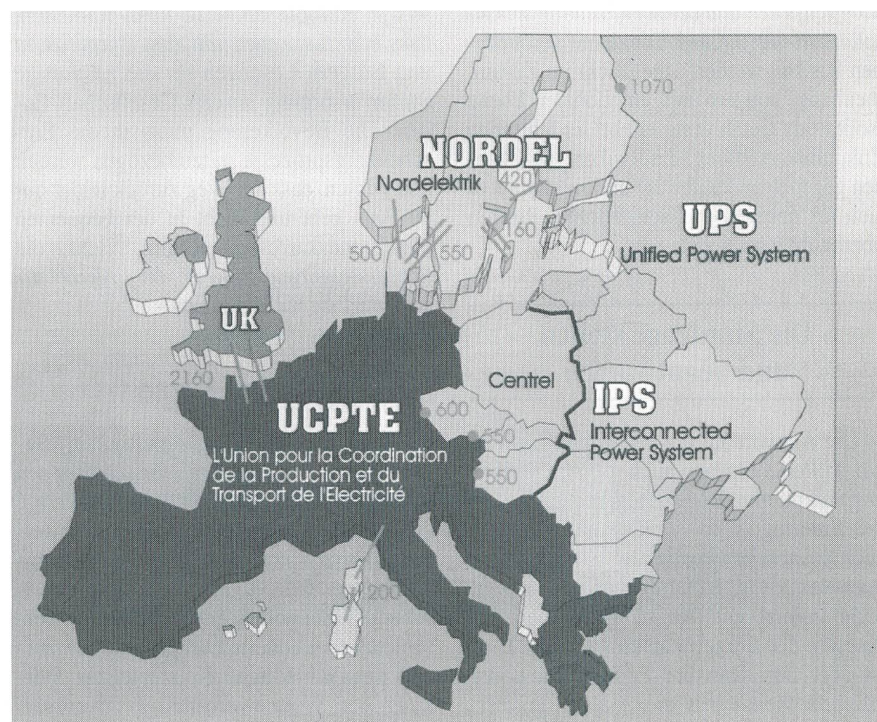 1070
NORDEL
420
Nordelektrik
160
500
550
UPS
Unified Power System
UK
2160
Centrel
UCPTE
600
IPS
L'Union pour la Coordination
de la Production et du
Transport de l'Electricité
550
Interconnected
Power System
550
200